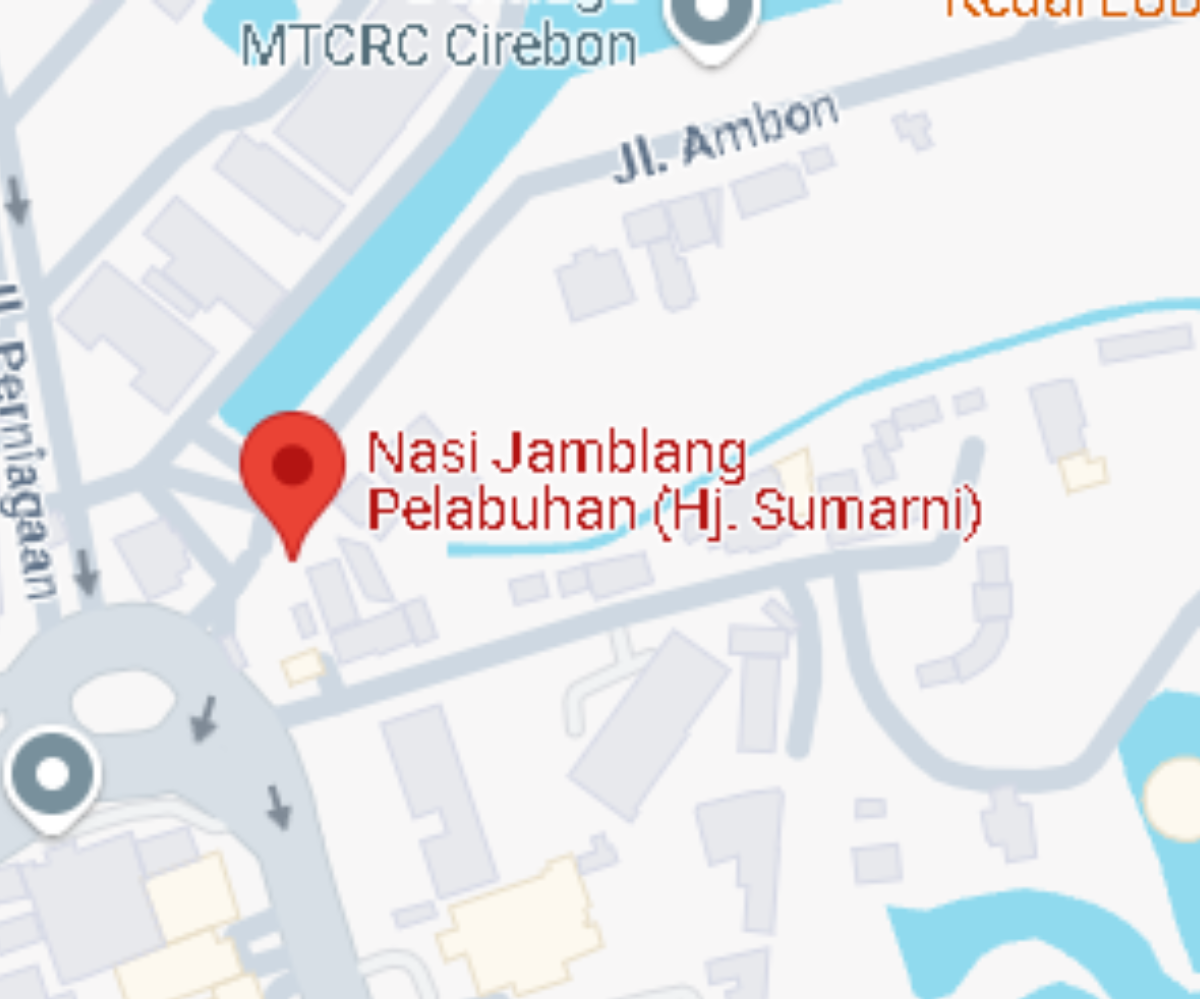 MTCRC Cirebon
Jl. Ambon
Jl. Perniagaan
Nasi Jamblang
Pelabuhan (Hj. Sumarni)